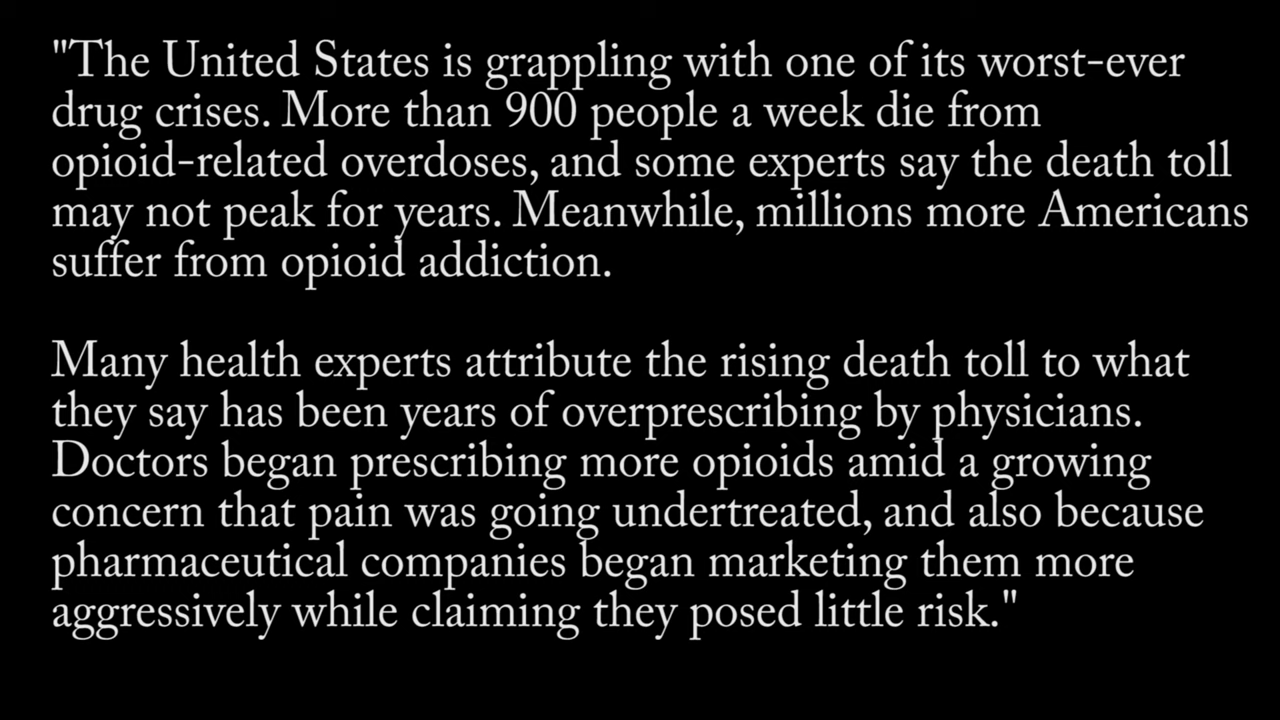 "The United States is grappling with one of its worst-ever
drug crises. More than 900 people a week die from
opioid-related overdoses, and some experts say the death toll
may not peak for years. Meanwhile, millions more Americans
suffer from opioid addiction.
Many health experts attribute the rising death toll to what
they say has been years of overprescribing by physicians.
Doctors began prescribing more opioids amid a growing
concern that pain was going undertreated, and also because
pharmaceutical companies began marketing them more
aggressively while claiming they posed little risk."